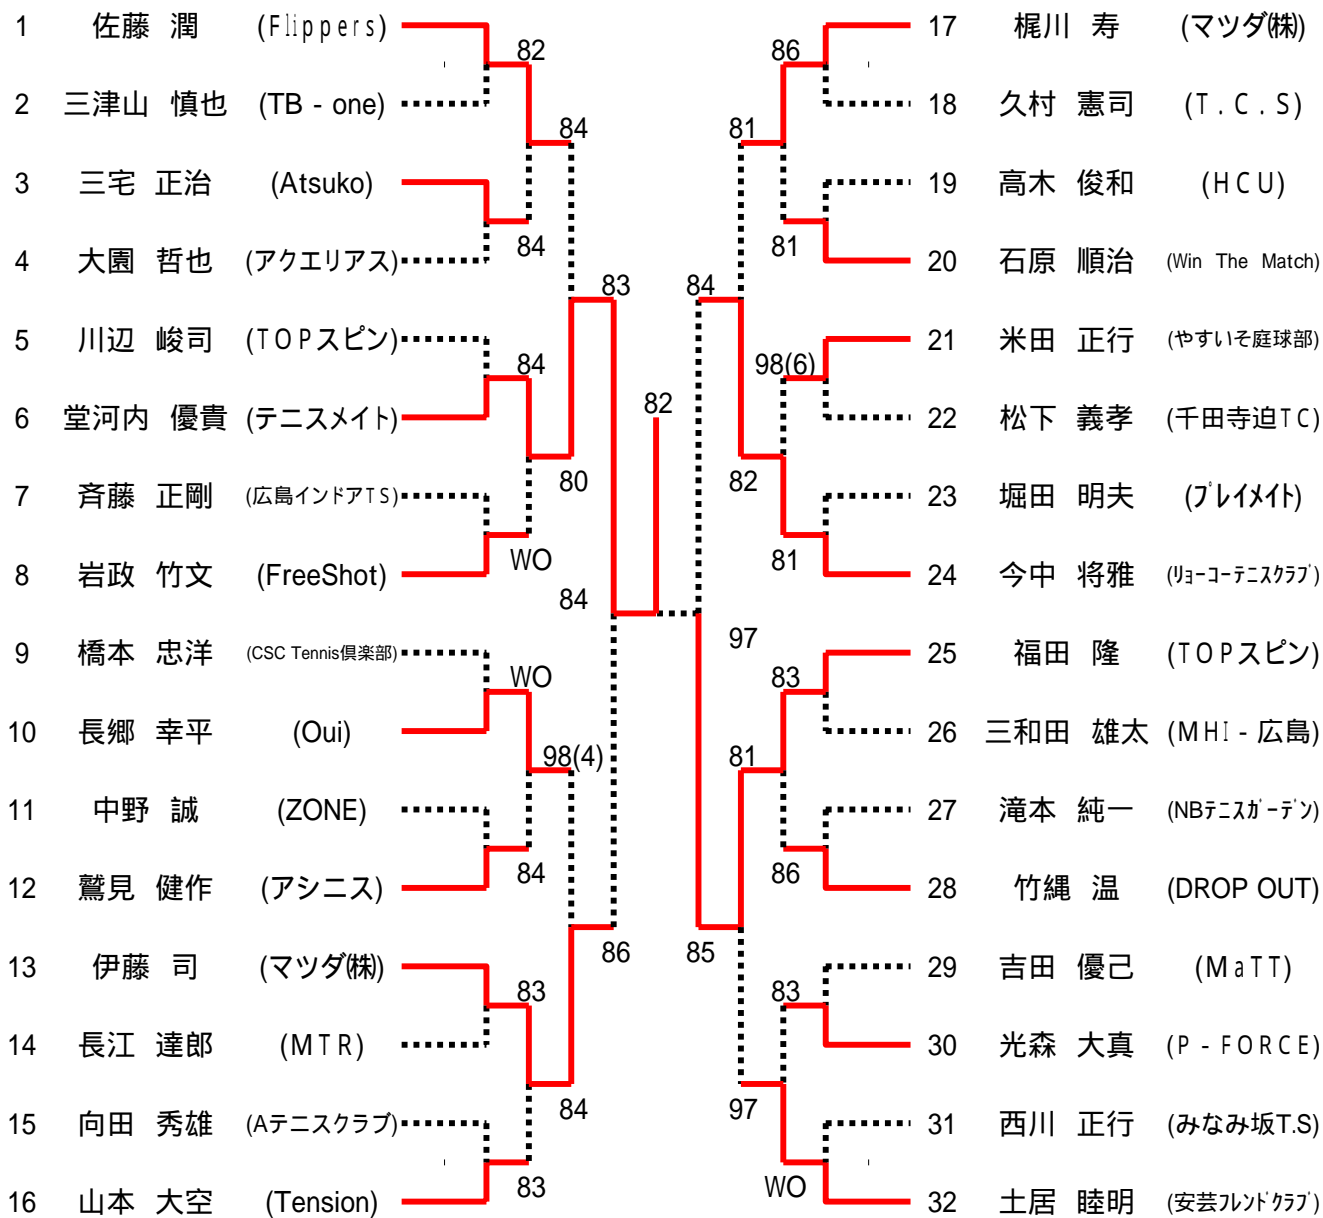 1 佐藤 潤 (Flippers)
82
2 三津山 慎也 (TB - one)
84
3 三宅 正治 (Atsuko)
84
4 大園 哲也 (アクエリアス)
83
5 川辺 峻司 (TOPスピン)
84
6 堂河内 優貴 (テニスメイト)
80
7 斉藤 正剛 (広島インドアTS)
WO
8 岩政 竹文 (FreeShot)
84
9 橋本 忠洋 (CSC Tennis倶楽部)
WO
10 長郷 幸平 (Oui)
98(4)
11 中野 誠 (ZONE)
84
12 鷲見 健作 (アシニス)
86
13 伊藤 司 (マツダ㈱)
83
14 長江 達郎 (MTR)
84
15 向田 秀雄 (Aテニスクラブ)
83
16 山本 大空 (Tension)
82
17 梶川 寿 (マツダ㈱)
86
18 久村 憲司 (T.C.S)
81
19 高木 俊和 (HCU)
81
20 石原 順治 (Win The Match)
84
21 米田 正行 (やすいそ庭球部)
98(6)
22 松下 義孝 (千田寺迫TC)
82
23 堀田 明夫 (プレイメイト)
81
24 今中 将雅 (リョーコーテニスクラブ)
97
25 福田 隆 (TOPスピン)
83
26 三和田 雄太 (MHI - 広島)
81
27 滝本 純一 (NBテニスガーデン)
86
28 竹縄 温 (DROP OUT)
85
29 吉田 優己 (MaTT)
83
30 光森 大真 (P - FORCE)
97
31 西川 正行 (みなみ坂T.S)
WO
32 土居 睦明 (安芸フレンドクラブ)